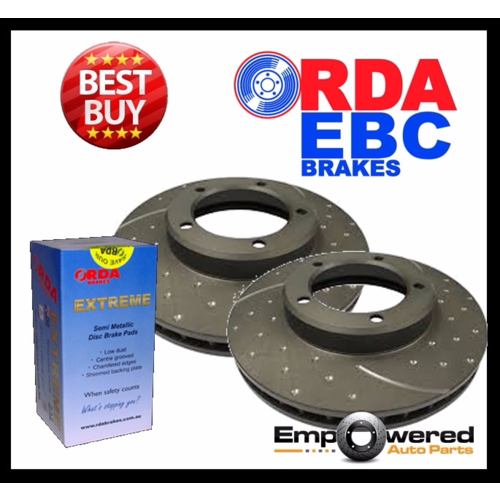 BEST
BUY
RDA
EBC
BRAKES
RDA
BRAKES
EXTREME
Semi Metallic
Disc Brake Pads
• Low dust
• Centre grooved
• Chamfered edges
• Shimmed backing plate
When safety counts
What's stopping you?
www.rdabrakes.com.au
Empowered
Auto Parts